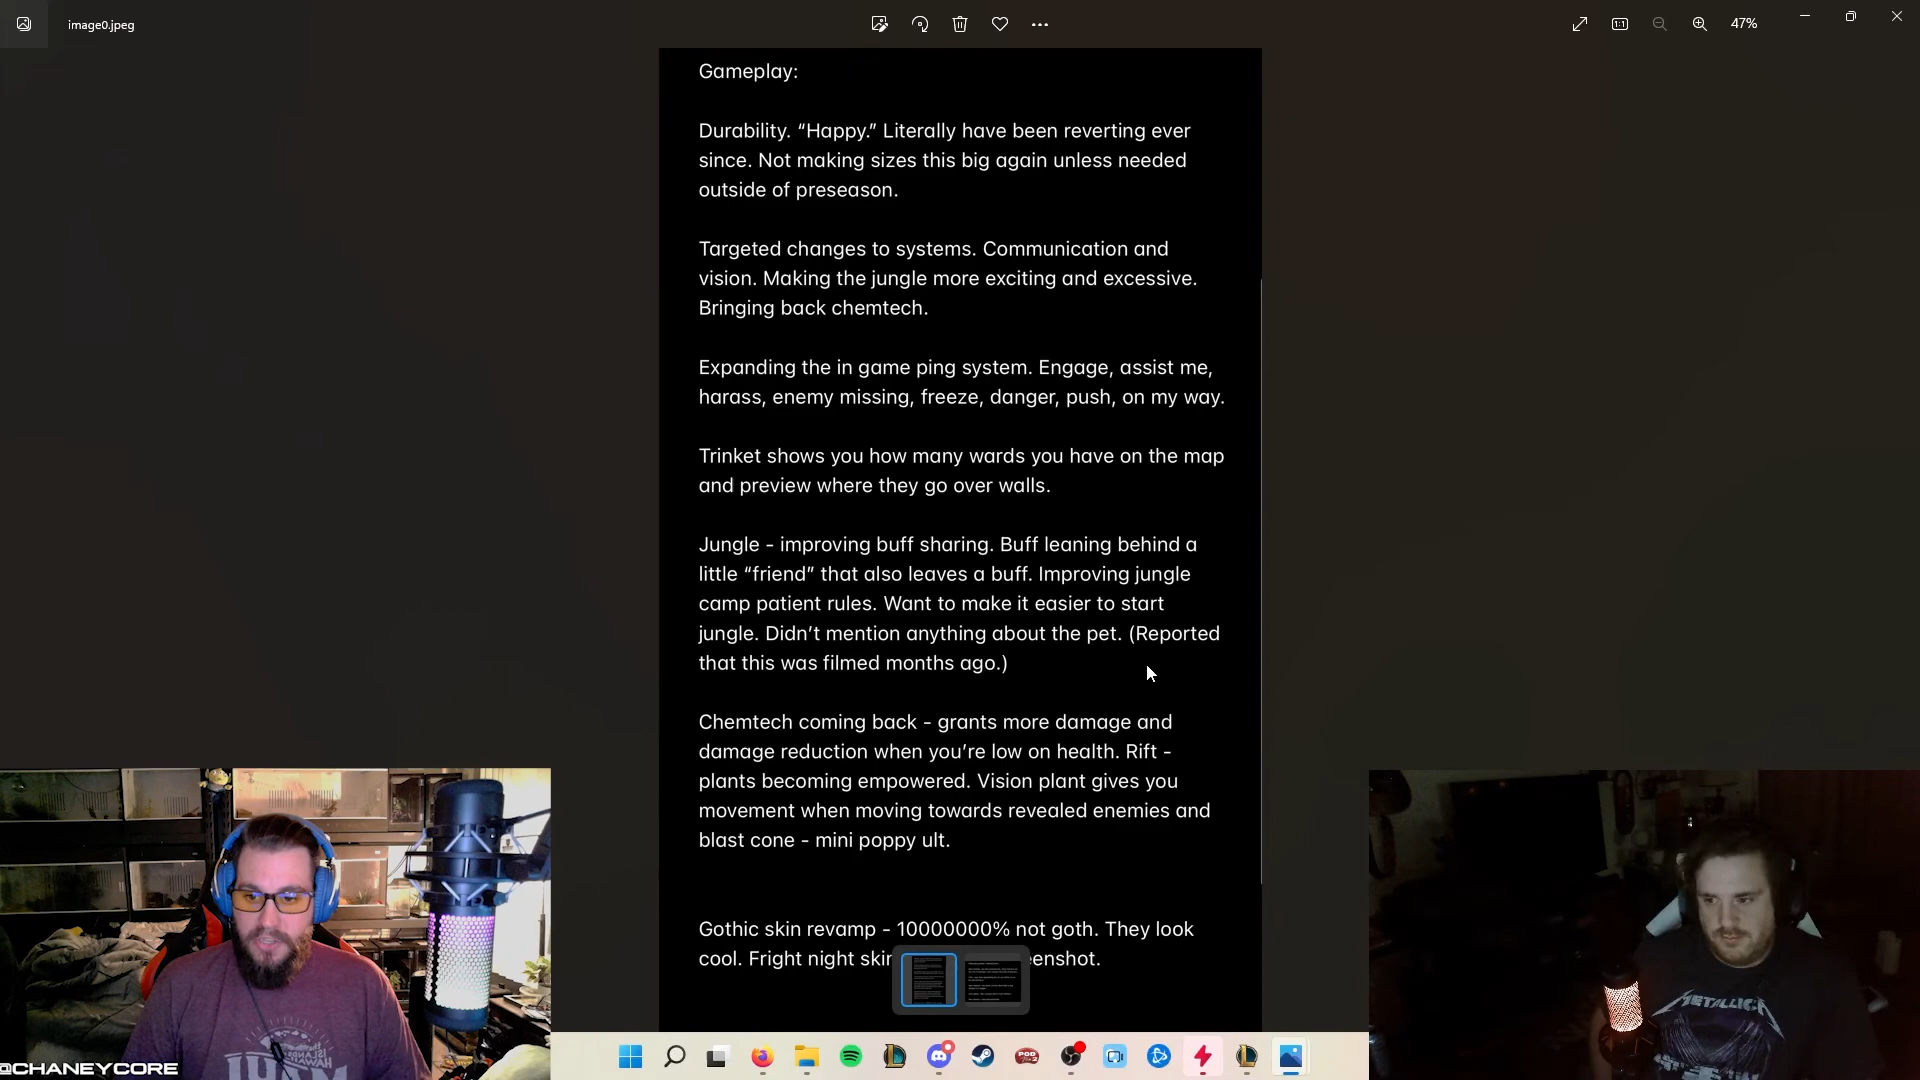 image0.jpeg
47%
Gameplay:
Durability. “Happy.” Literally have been reverting ever
since. Not making sizes this big again unless needed
outside of preseason.
Targeted changes to systems. Communication and
vision. Making the jungle more exciting and excessive.
Bringing back chemtech.
Expanding the in game ping system. Engage, assist me,
harass, enemy missing, freeze, danger, push, on my way.
Trinket shows you how many wards you have on the map
and preview where they go over walls.
Jungle - improving buff sharing. Buff leaning behind a
little “friend” that also leaves a buff. Improving jungle
camp patient rules. Want to make it easier to start
jungle. Didn’t mention anything about the pet. (Reported
that this was filmed months ago.)
Chemtech coming back - grants more damage and
damage reduction when you’re low on health. Rift -
plants becoming empowered. Vision plant gives you
movement when moving towards revealed enemies and
blast cone - mini poppy ult.
Gothic skin revamp - 10000000% not goth. They look
cool. Fright night
@CHANEYCORE
METALLICA
POD